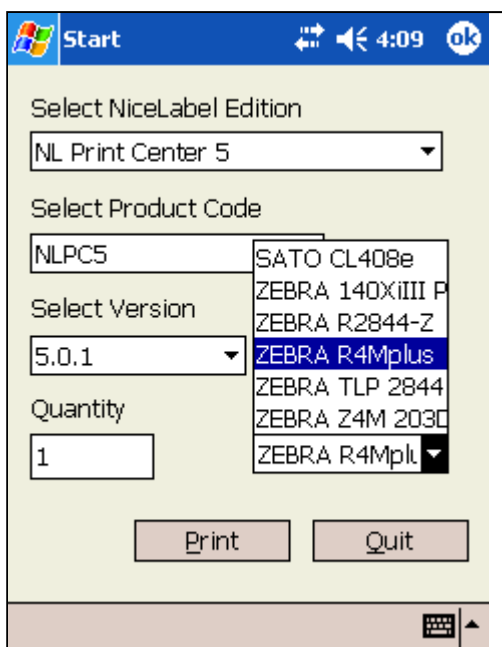 Start 4:09 ok
Select NiceLabel Edition
NL Print Center 5
Select Product Code
NLPC5
SATO CL408e
ZEBRA 140XiIII P
ZEBRA R2844-Z
ZEBRA R4Mplus
ZEBRA TLP 2844
ZEBRA Z4M 203D
Select Version
5.0.1
Quantity
1
ZEBRA R4Mplu
Print
Quit